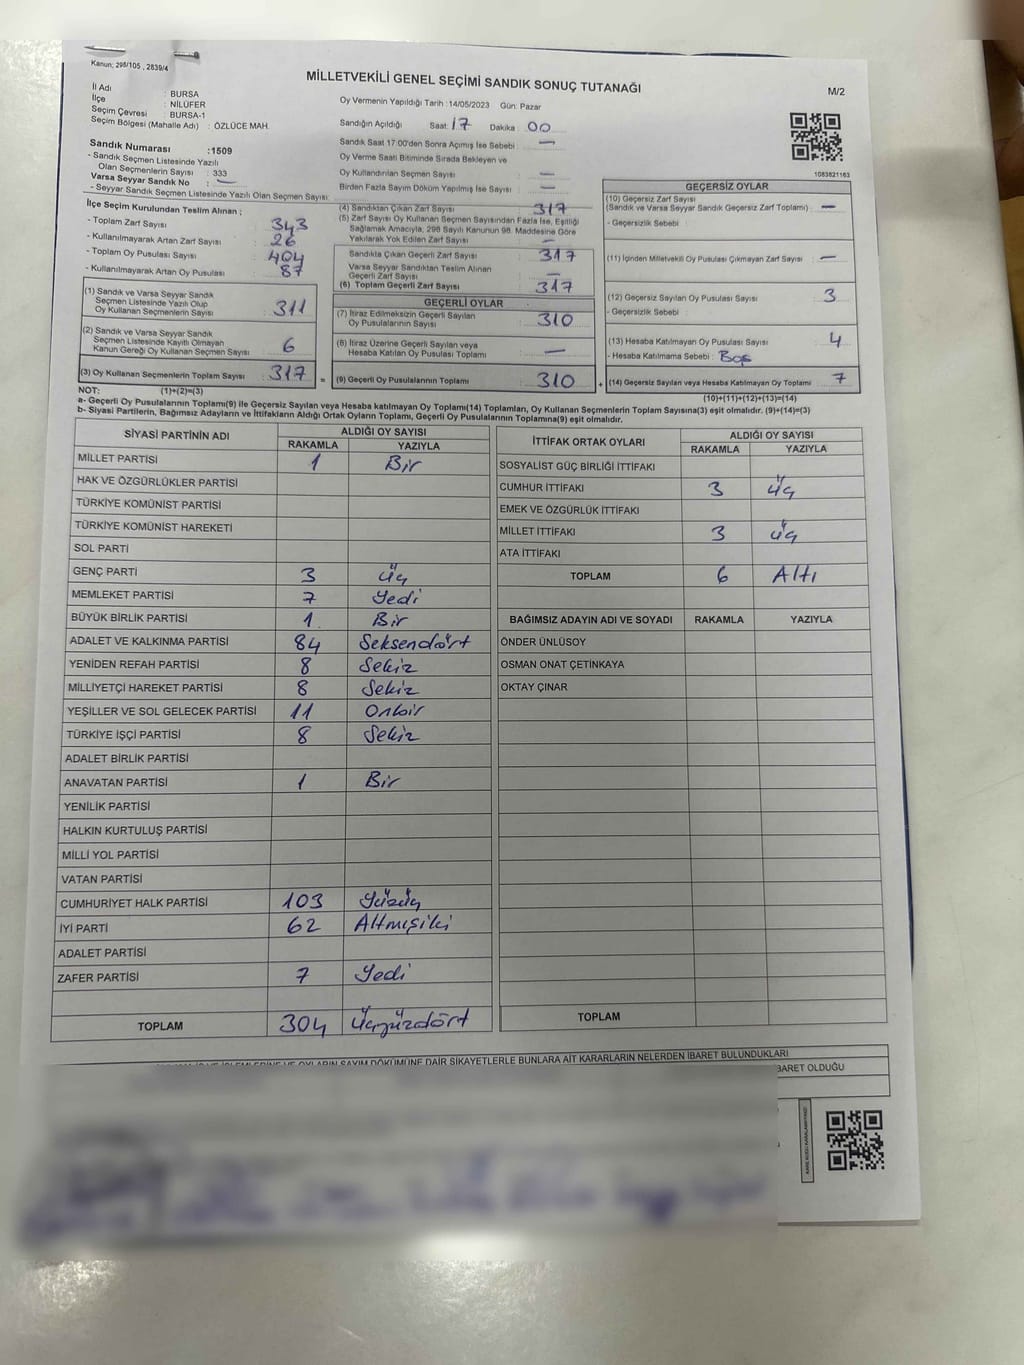 Kanun; 298/105 , 2839/4
MİLLETVEKİLİ GENEL SEÇİMİ SANDIK SONUÇ TUTANAĞI
M/2
İl Adı : BURSA
İlçe : NİLÜFER
Seçim Çevresi : BURSA-1
Seçim Bölgesi (Mahalle Adı) : ÖZLÜCE MAH.
Oy Vermenin Yapıldığı Tarih : 14/05/2023 Gün: Pazar
Sandığın Açıldığı Saat: 17 Dakika : 00
Sandık Saat 17:00'den Sonra Açımış İse Sebebi : —
Oy Verme Saati Bitiminde Sırada Bekleyen ve
Oy Kullandırılan Seçmen Sayısı : —
Birden Fazla Sayım Döküm Yapılmış İse Sayısı : —
1083821163
Sandık Numarası : 1509
- Sandık Seçmen Listesinde Yazılı
Olan Seçmenlerin Sayısı : 333
Varsa Seyyar Sandık No : —
- Seyyar Sandık Seçmen Listesinde Yazılı Olan Seçmen Sayısı:
İlçe Seçim Kurulundan Teslim Alınan ;
- Toplam Zarf Sayısı : 343
- Kullanılmayarak Artan Zarf Sayısı : 26
- Toplam Oy Pusulası Sayısı : 404
- Kullanılmayarak Artan Oy Pusulası : 87
(1) Sandık ve Varsa Seyyar Sandık
Seçmen Listesinde Yazılı Olup
Oy Kullanan Seçmenlerin Sayısı : 311
(2) Sandık ve Varsa Seyyar Sandık
Seçmen Listesinde Kayıtlı Olmayan
Kanun Gereği Oy Kullanan Seçmen Sayısı : 6
(3) Oy Kullanan Seçmenlerin Toplam Sayısı : 317
(1)+(2)=(3)
(4) Sandıktan Çıkan Zarf Sayısı : 317
(5) Zarf Sayısı Oy Kullanan Seçmen Sayısından Fazla İse, Eşitliği
Sağlamak Amacıyla, 298 Sayılı Kanunun 98. Maddesine Göre
Yakılarak Yok Edilen Zarf Sayısı : —
Sandıkta Çıkan Geçerli Zarf Sayısı : 317
Varsa Seyyar Sandıktan Teslim Alınan
Geçerli Zarf Sayısı : —
(6) Toplam Geçerli Zarf Sayısı : 317
GEÇERLİ OYLAR
(7) İtiraz Edilmeksizin Geçerli Sayılan
Oy Pusulalarının Sayısı : 310
(8) İtiraz Üzerine Geçerli Sayılan veya
Hesaba Katılan Oy Pusulası Toplamı : —
= (9) Geçerli Oy Pusulalarının Toplamı : 310
GEÇERSİZ OYLAR
(10) Geçersiz Zarf Sayısı
(Sandık ve Varsa Seyyar Sandık Geçersiz Zarf Toplamı) : —
- Geçersizlik Sebebi :
(11) İçinden Milletvekili Oy Pusulası Çıkmayan Zarf Sayısı : —
(12) Geçersiz Sayılan Oy Pusulası Sayısı : 3
- Geçersizlik Sebebi :
(13) Hesaba Katılmayan Oy Pusulası Sayısı : 4
- Hesaba Katılmama Sebebi : Boş
+ (14) Geçersiz Sayılan veya Hesaba Katılmayan Oy Toplamı : 7
(10)+(11)+(12)+(13)=(14)
NOT:
a- Geçerli Oy Pusulalarının Toplamı(9) ile Geçersiz Sayılan veya Hesaba katılmayan Oy Toplamı(14) Toplamları, Oy Kullanan Seçmenlerin Toplam Sayısına(3) eşit olmalıdır. (9)+(14)=(3)
b- Siyasi Partilerin, Bağımsız Adayların ve İttifakların Aldığı Ortak Oyların Toplamı, Geçerli Oy Pusulalarının Toplamına(9) eşit olmalıdır.
SİYASİ PARTİNİN ADI ALDIĞI OY SAYISI
RAKAMLA YAZIYLA
MİLLET PARTİSİ 1 Bir
HAK VE ÖZGÜRLÜKLER PARTİSİ
TÜRKİYE KOMÜNİST PARTİSİ
TÜRKİYE KOMÜNİST HAREKETİ
SOL PARTİ
GENÇ PARTİ 3 Üç
MEMLEKET PARTİSİ 7 Yedi
BÜYÜK BİRLİK PARTİSİ 1 Bir
ADALET VE KALKINMA PARTİSİ 84 Seksendört
YENİDEN REFAH PARTİSİ 8 Sekiz
MİLLİYETÇİ HAREKET PARTİSİ 8 Sekiz
YEŞİLLER VE SOL GELECEK PARTİSİ 11 Onbir
TÜRKİYE İŞÇİ PARTİSİ 8 Sekiz
ADALET BİRLİK PARTİSİ
ANAVATAN PARTİSİ 1 Bir
YENİLİK PARTİSİ
HALKIN KURTULUŞ PARTİSİ
MİLLİ YOL PARTİSİ
VATAN PARTİSİ
CUMHURİYET HALK PARTİSİ 103 Yüzüç
İYİ PARTİ 62 Altmışiki
ADALET PARTİSİ
ZAFER PARTİSİ 7 Yedi
TOPLAM 304 Üçyüzdört
İTTİFAK ORTAK OYLARI ALDIĞI OY SAYISI
RAKAMLA YAZIYLA
SOSYALİST GÜÇ BİRLİĞİ İTTİFAKI
CUMHUR İTTİFAKI 3 Üç
EMEK VE ÖZGÜRLÜK İTTİFAKI
MİLLET İTTİFAKI 3 Üç
ATA İTTİFAKI
TOPLAM 6 Altı
BAĞIMSIZ ADAYIN ADI VE SOYADI RAKAMLA YAZIYLA
ÖNDER ÜNLÜSOY
OSMAN ONAT ÇETİNKAYA
OKTAY ÇINAR
TOPLAM
OYLARIN SAYIM DÖKÜMÜNE DAİR ŞİKAYETLERLE BUNLARA AİT KARARLARIN NELERDEN İBARET BULUNDUKLARI
İBARET OLDUĞU